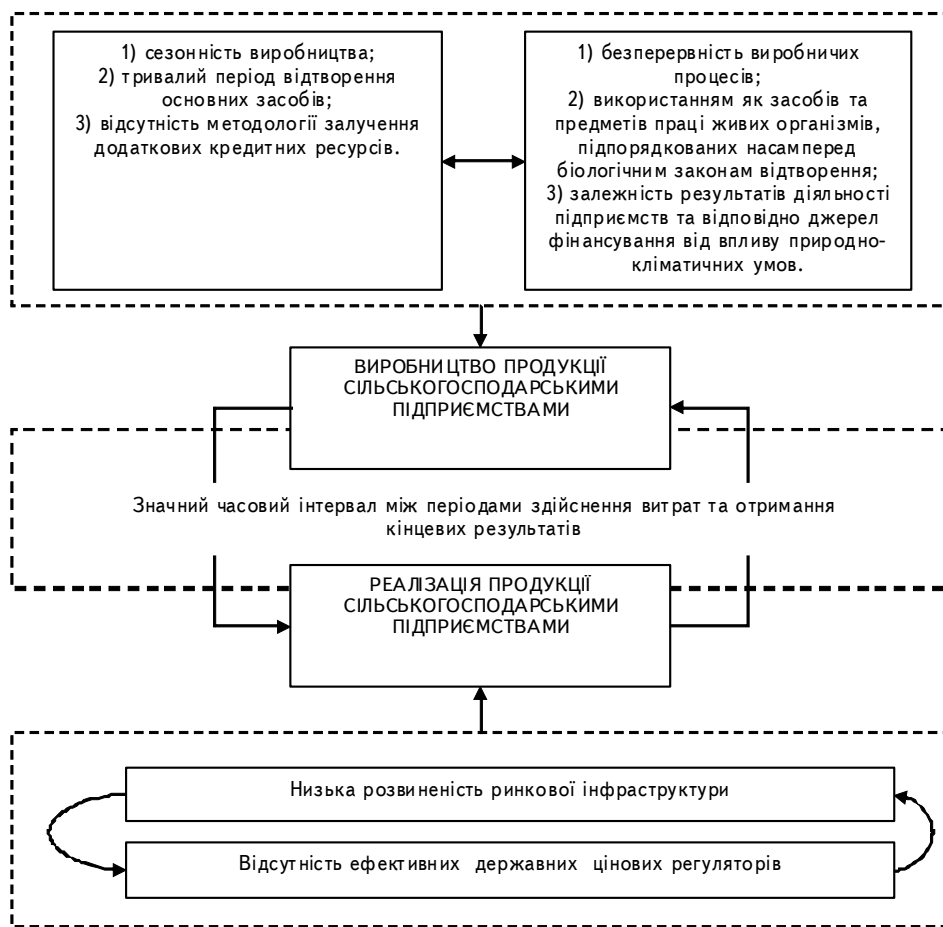 1) сезонність виробництва;
2) тривалий період відтворення
основних засобів;
3) відсутність методології залучення
додаткових кредитних ресурсів.
1) безперервність виробничих
процесів;
2) використанням як засобів та
предметів праці живих організмів,
підпорядкованих насамперед
біологічним законам відтворення;
3) залежність результатів діяльності
підприємств та відповідно джерел
фінансування від впливу природно-
кліматичних умов.
ВИРОБНИЦТВО ПРОДУКЦІЇ
СІЛЬСЬКОГОСПОДАРСЬКИМИ
ПІДПРИЄМСТВАМИ
Значний часовий інтервал між періодами здійснення витрат та отримання
кінцевих результатів
РЕАЛІЗАЦІЯ ПРОДУКЦІЇ
СІЛЬСЬКОГОСПОДАРСЬКИМИ
ПІДПРИЄМСТВАМИ
Низька розвиненість ринкової інфраструктури
Відсутність ефективних державних цінових регуляторів